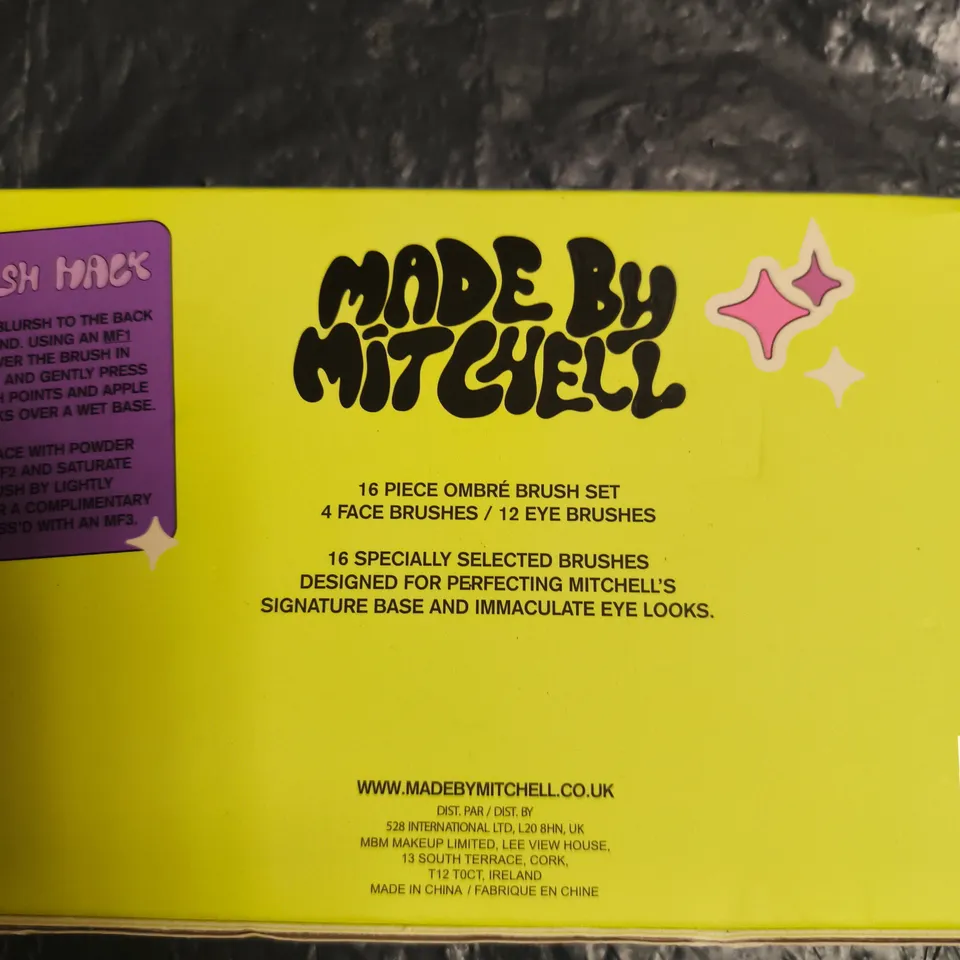 SH HACK
BLURSH TO THE BACK
ND. USING AN MF1
VER THE BRUSH IN
AND GENTLY PRESS
H POINTS AND APPLE
KS OVER A WET BASE.
ACE WITH POWDER
F2 AND SATURATE
SH BY LIGHTLY
R A COMPLIMENTARY
SS'D WITH AN MF3.
MADE BY
MITCHELL
16 PIECE OMBRÉ BRUSH SET
4 FACE BRUSHES / 12 EYE BRUSHES
16 SPECIALLY SELECTED BRUSHES
DESIGNED FOR PERFECTING MITCHELL'S
SIGNATURE BASE AND IMMACULATE EYE LOOKS.
WWW.MADEBYMITCHELL.CO.UK
DIST. PAR / DIST. BY
528 INTERNATIONAL LTD, L20 8HN, UK
MBM MAKEUP LIMITED, LEE VIEW HOUSE,
13 SOUTH TERRACE, CORK,
T12 T0CT, IRELAND
MADE IN CHINA / FABRIQUE EN CHINE